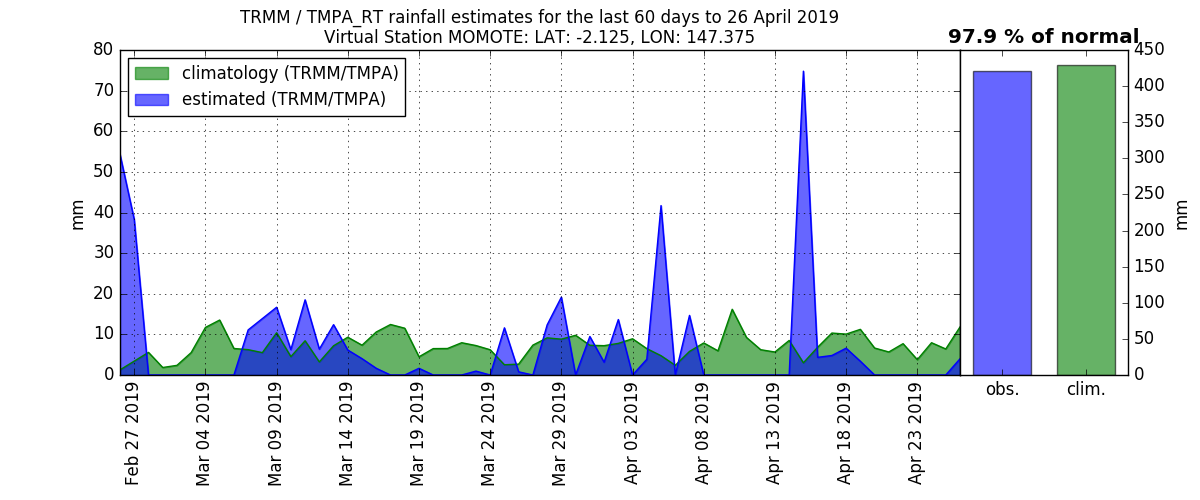 TRMM / TMPA_RT rainfall estimates for the last 60 days to 26 April 2019
Virtual Station MOMOTE: LAT: -2.125, LON: 147.375
97.9 % of normal
climatology (TRMM/TMPA)
estimated (TRMM/TMPA)
mm
80
70
60
50
40
30
20
10
0
Feb 27 2019
Mar 04 2019
Mar 09 2019
Mar 14 2019
Mar 19 2019
Mar 24 2019
Mar 29 2019
Apr 03 2019
Apr 08 2019
Apr 13 2019
Apr 18 2019
Apr 23 2019
obs.
clim.
450
400
350
300
250
200
150
100
50
0
mm